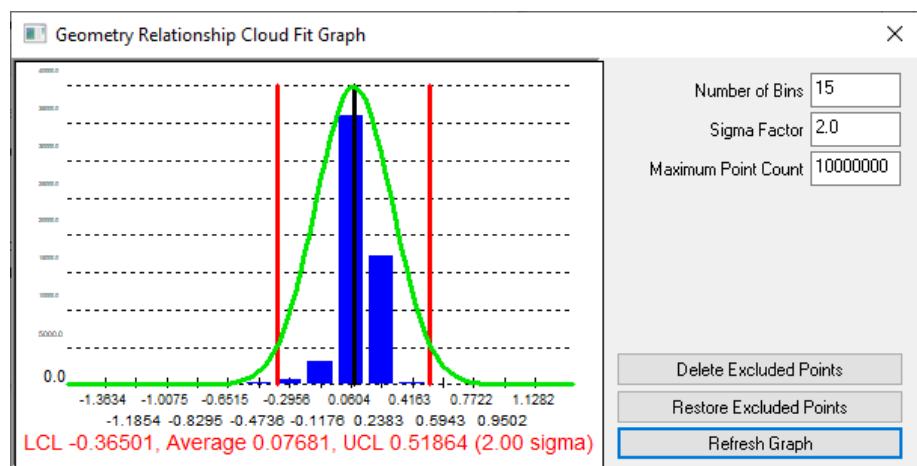 Geometry Relationship Cloud Fit Graph
5000.0
0.0
-1.3634 -1.0075 -0.6515 -0.2956 0.0604 0.4163 0.7722 1.1282
-1.1854 -0.8295 -0.4736 -0.1176 0.2383 0.5943 0.9502
LCL -0.36501, Average 0.07681, UCL 0.51864 (2.00 sigma)
Number of Bins 15
Sigma Factor 2.0
Maximum Point Count 10000000
Delete Excluded Points
Restore Excluded Points
Refresh Graph